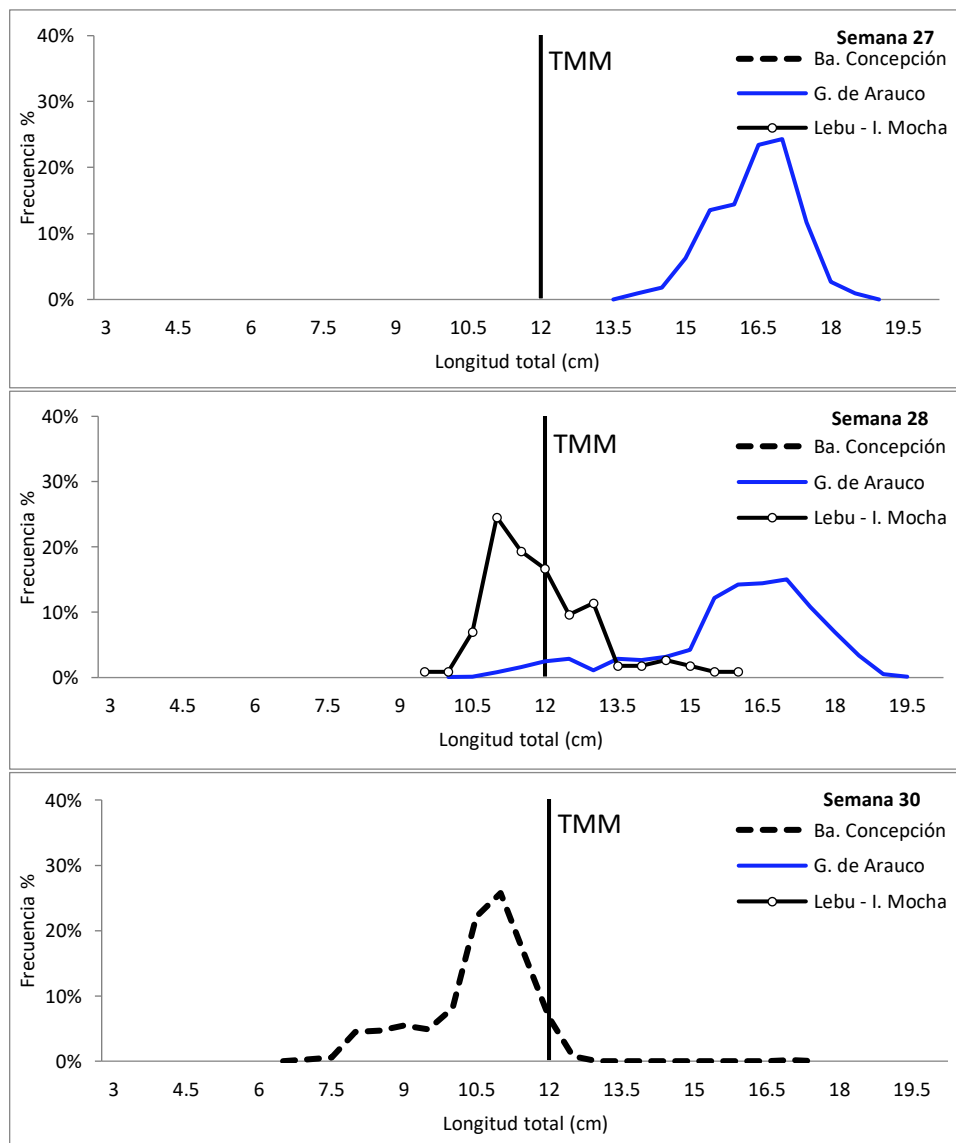 Semana 27
40%
TMM
Ba. Concepción
30%
G. de Arauco
Lebu - I. Mocha
20%
10%
0%
Frecuencia %
3 4.5 6 7.5 9 10.5 12 13.5 15 16.5 18 19.5
Longitud total (cm)
Semana 28
40%
TMM
Ba. Concepción
30%
G. de Arauco
Lebu - I. Mocha
20%
10%
0%
Frecuencia %
3 4.5 6 7.5 9 10.5 12 13.5 15 16.5 18 19.5
Longitud total (cm)
Semana 30
40%
TMM
Ba. Concepción
30%
G. de Arauco
Lebu - I. Mocha
20%
10%
0%
Frecuencia %
3 4.5 6 7.5 9 10.5 12 13.5 15 16.5 18 19.5
Longitud total (cm)